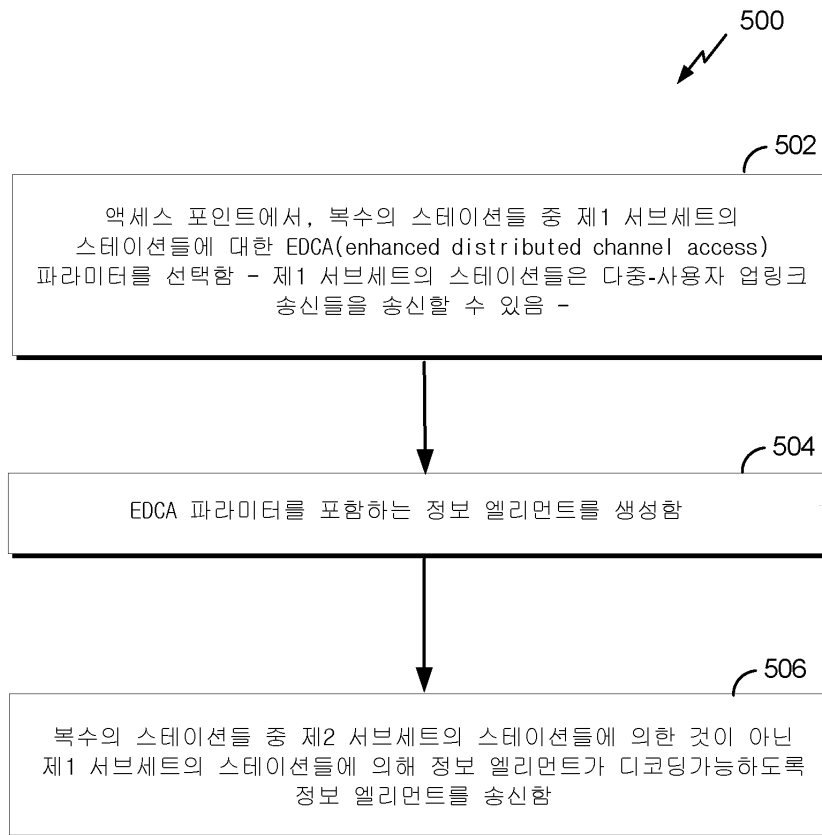 500
502
액세스 포인트에서, 복수의 스테이션들 중 제1 서브세트의
스테이션들에 대한 EDCA(enhanced distributed channel access)
파라미터를 선택함 – 제1 서브세트의 스테이션들은 다중-사용자 업링크
송신들을 송신할 수 있음 –
504
EDCA 파라미터를 포함하는 정보 엘리먼트를 생성함
506
복수의 스테이션들 중 제2 서브세트의 스테이션들에 의한 것이 아닌
제1 서브세트의 스테이션들에 의해 정보 엘리먼트가 디코딩가능하도록
정보 엘리먼트를 송신함